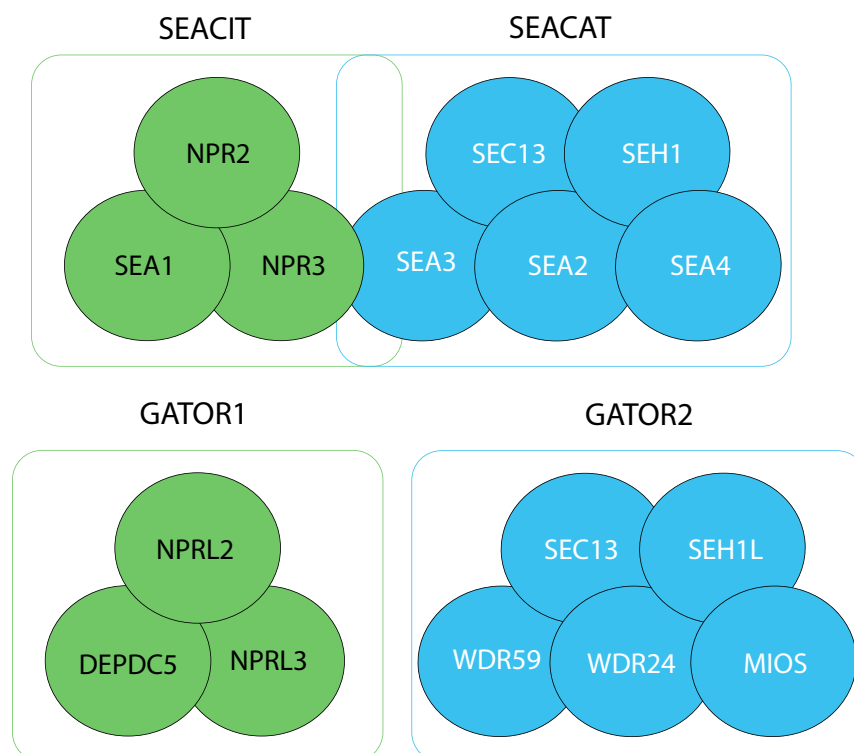 SEACIT
SEACAT
NPR2
SEC13
SEH1
SEA1
NPR3
SEA3
SEA2
SEA4
GATOR1
GATOR2
NPRL2
SEC13
SEH1L
DEPDC5
NPRL3
WDR59
WDR24
MIOS